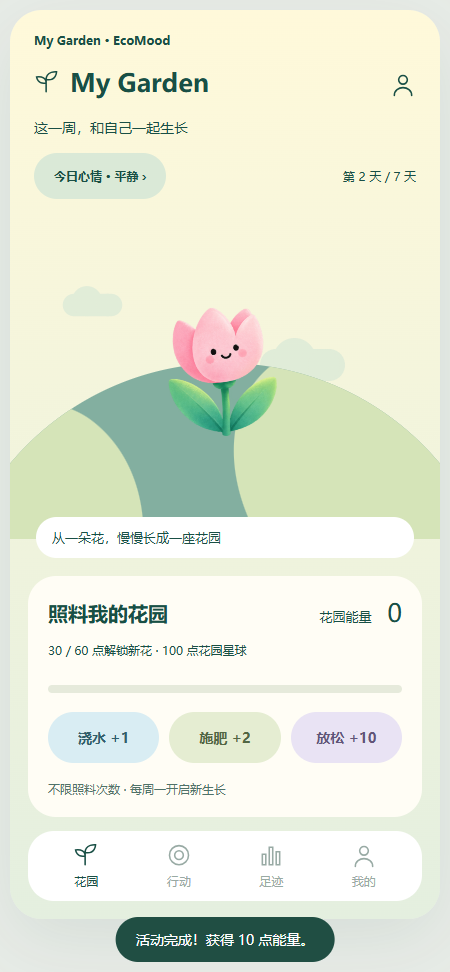 My Garden • EcoMood
My Garden
这一周，和自己一起生长
今日心情 • 平静 ›
第 2 天 / 7 天
从一朵花，慢慢长成一座花园
照料我的花园
花园能量 0
30 / 60 点解锁新花 · 100 点花园星球
浇水 +1
施肥 +2
放松 +10
不限照料次数 · 每周一开启新生长
花园
行动
足迹
我的
活动完成！获得 10 点能量。